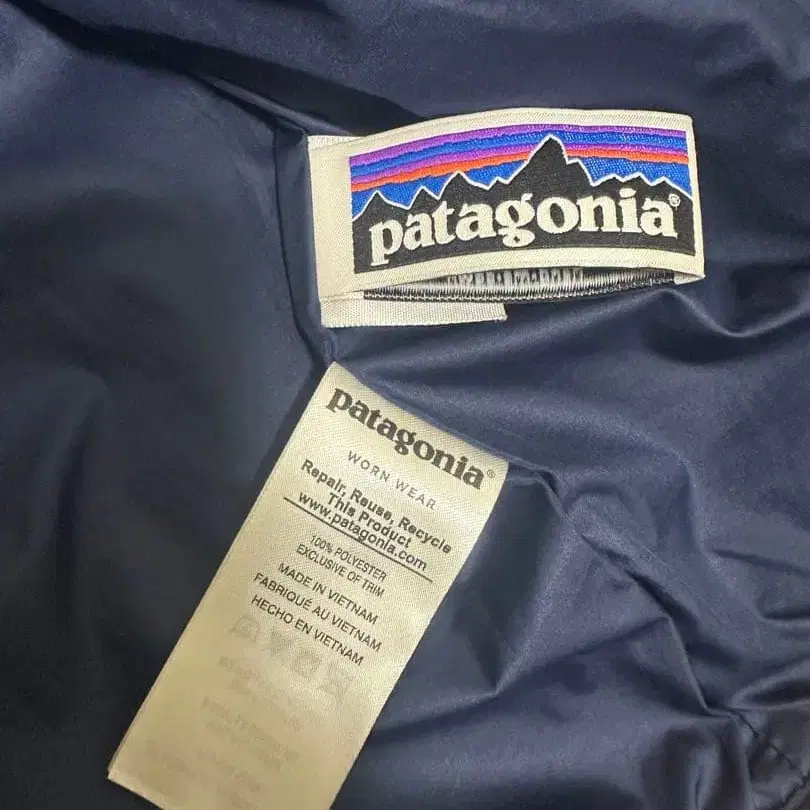 patagonia®
patagonia®
WORN WEAR
Repair, Reuse, Recycle
This Product
www.patagonia.com
100% POLYESTER
EXCLUSIVE OF TRIM
MADE IN VIETNAM
FABRIQUÉ AU VIETNAM
HECHO EN VIETNAM